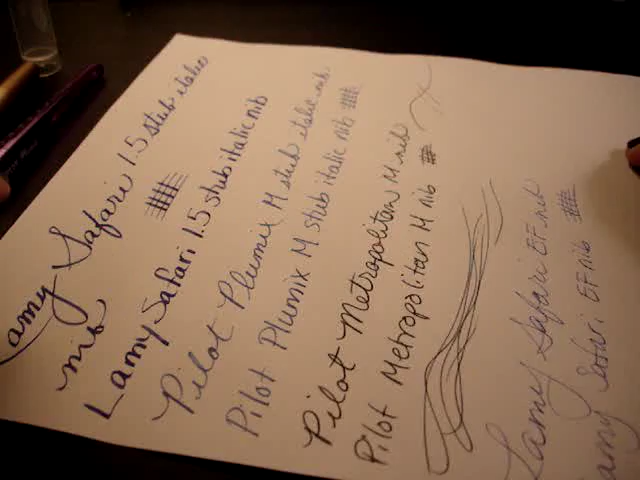 Lamy Safari 1.5 stub italic
nib
Lamy Safari 1.5 stub italic nib
Pilot Plumix M stub italic nib
Pilot Plumix M stub italic nib
Pilot Metropolitan M nib
Pilot Metropolitan M nib
Lamy Safari EF nib
Lamy Safari EF nib